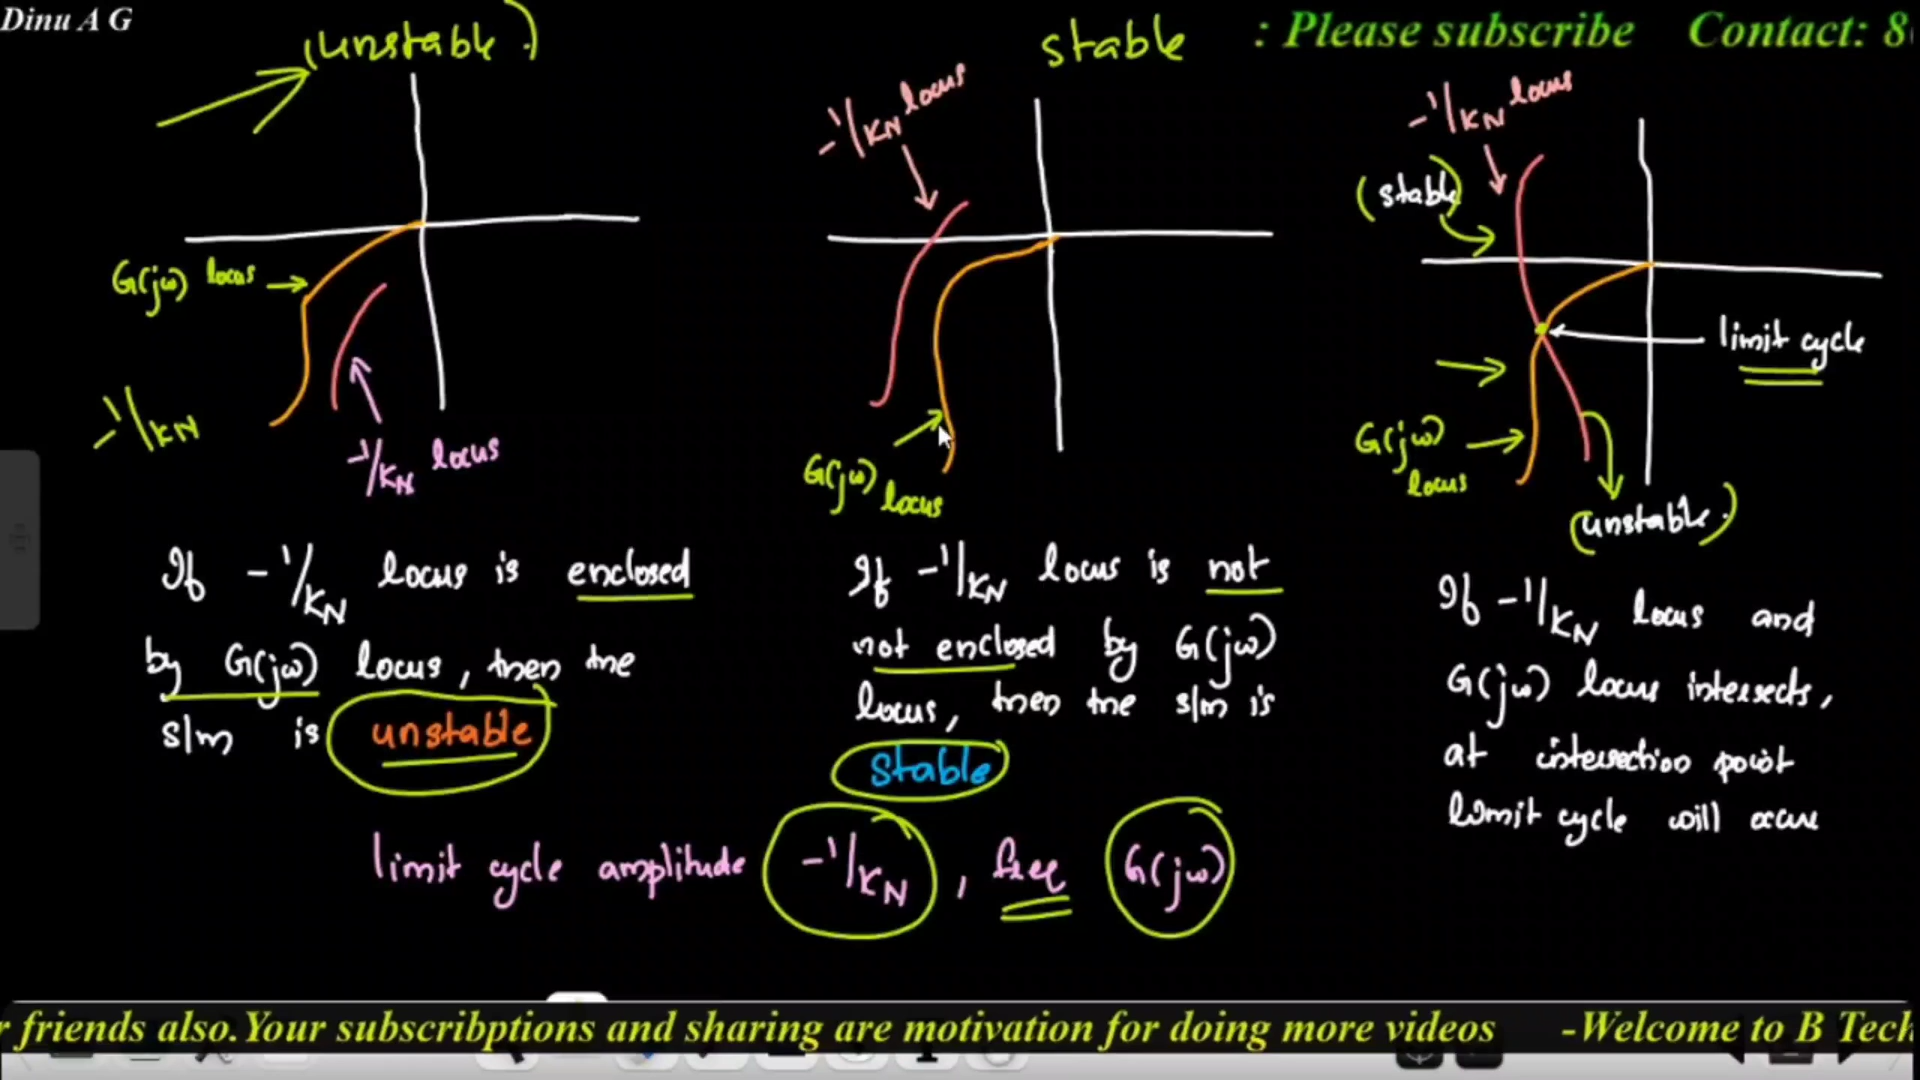 Dinu A G
(unstable.)
stable
: Please subscribe Contact: 8
-1/KN locus
-1/KN locus
(stable)
G(jω) locus
limit cycle
-1/KN
-1/KN locus
G(jω) locus
G(jω) locus
(unstable.)
If -1/KN locus is enclosed
by G(jω) locus, then the
s/m is unstable
If -1/KN locus is not
not enclosed by G(jω)
locus, then the s/m is
stable
If -1/KN locus and
G(jω) locus intersects,
at intersection point
limit cycle will occur
limit cycle amplitude -1/KN, freq G(jω)
r friends also. Your subscribptions and sharing are motivation for doing more videos -Welcome to B Tech